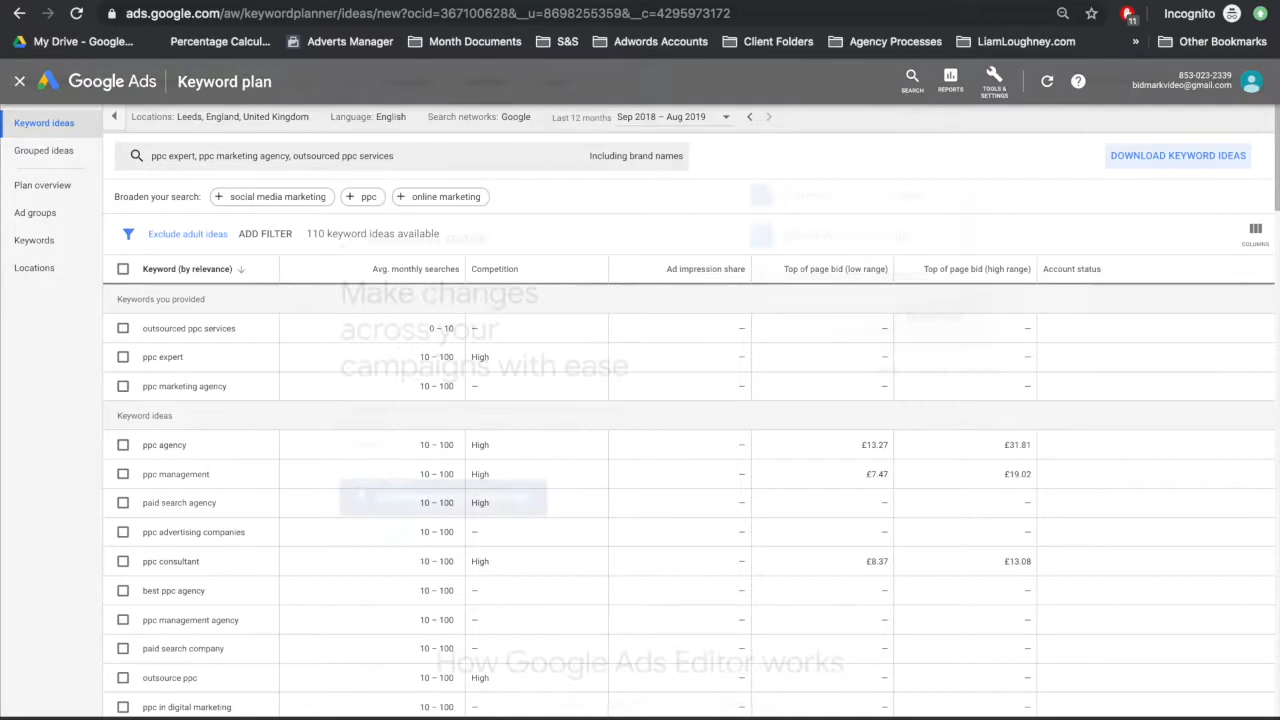 ads.google.com/aw/keywordplanner/ideas/new?ocid=367100628&__u=8698255359&__c=4295973172
11
Incognito
My Drive - Google...
Percentage Calcul...
Adverts Manager
Month Documents
S&S
Adwords Accounts
Client Folders
Agency Processes
LiamLoughney.com
»
Other Bookmarks
Google Ads
Keyword plan
SEARCH
REPORTS
TOOLS & SETTINGS
853-023-2339
bidmarkvideo@gmail.com
Keyword ideas
Grouped ideas
Plan overview
Ad groups
Keywords
Locations
Locations: Leeds, England, United Kingdom
Language: English
Search networks: Google
Last 12 months Sep 2018 – Aug 2019
ppc expert, ppc marketing agency, outsourced ppc services
Including brand names
DOWNLOAD KEYWORD IDEAS
Broaden your search: + social media marketing + ppc + online marketing
Exclude adult ideas ADD FILTER 110 keyword ideas available
COLUMNS
Keyword (by relevance) Avg. monthly searches Competition Ad impression share Top of page bid (low range) Top of page bid (high range) Account status
Keywords you provided
outsourced ppc services 0 – 10 – – – –
ppc expert 10 – 100 High – – –
ppc marketing agency 10 – 100 – – – –
Keyword ideas
ppc agency 10 – 100 High – £13.27 £31.81
ppc management 10 – 100 High – £7.47 £19.02
paid search agency 10 – 100 High – – –
ppc advertising companies 10 – 100 – – – –
ppc consultant 10 – 100 High – £8.37 £13.08
best ppc agency 10 – 100 – – – –
ppc management agency 10 – 100 – – – –
paid search company 10 – 100 – – – –
outsource ppc 10 – 100 High – – –
ppc in digital marketing 10 – 100 – – – –
Make changes
across your
campaigns with ease
How Google Ads Editor works